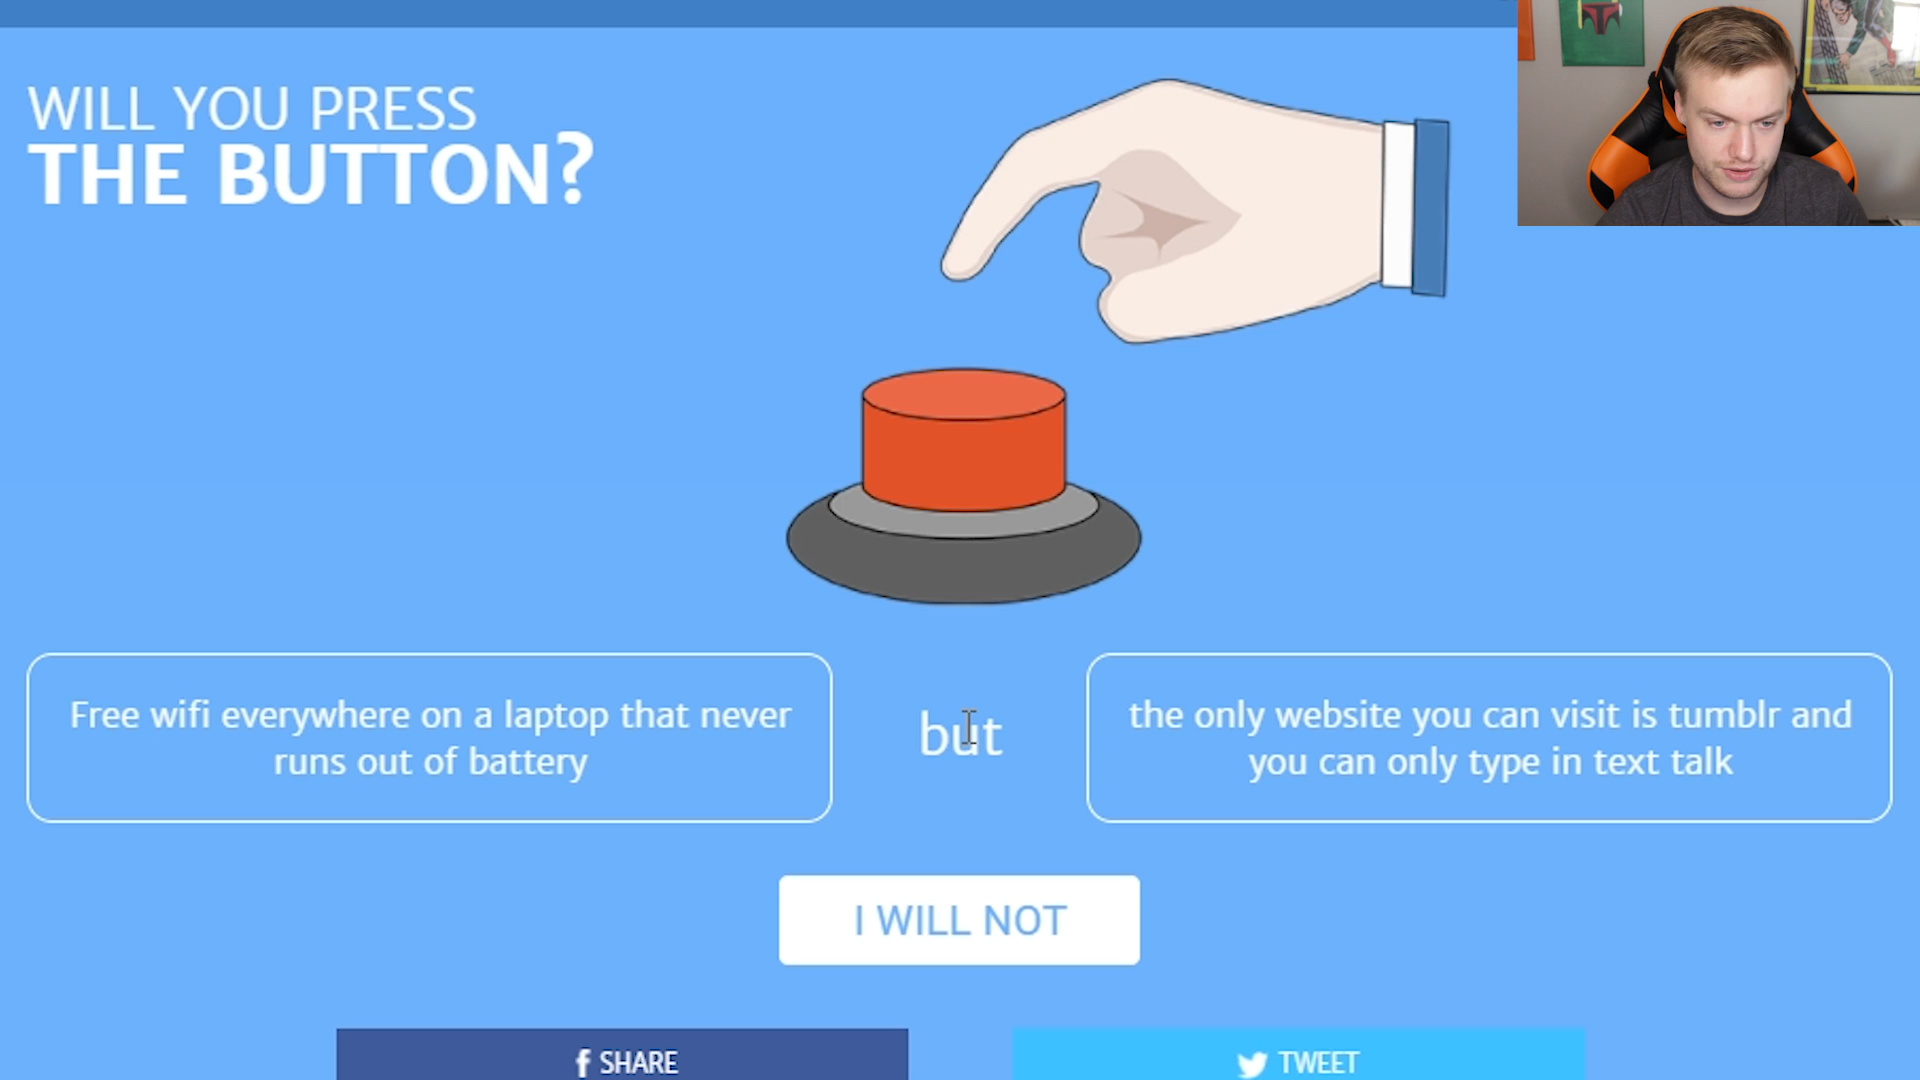 WILL YOU PRESS
THE BUTTON?
Free wifi everywhere on a laptop that never
runs out of battery
but
the only website you can visit is tumblr and
you can only type in text talk
I WILL NOT
f SHARE
TWEET